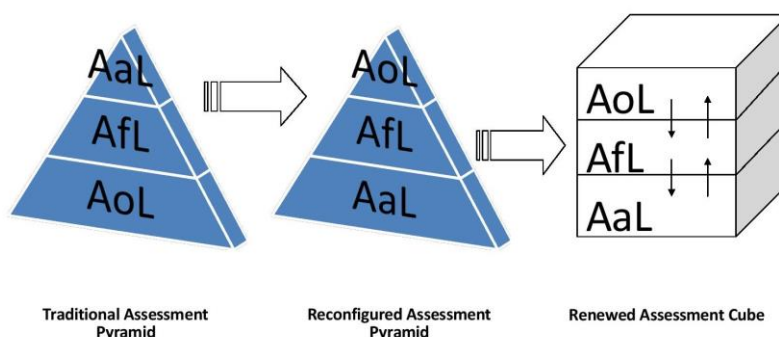 AaL
AfL
AoL
AoL
AfL
AaL
AoL
AfL
AaL
Traditional Assessment
Pyramid
Reconfigured Assessment
Pyramid
Renewed Assessment Cube